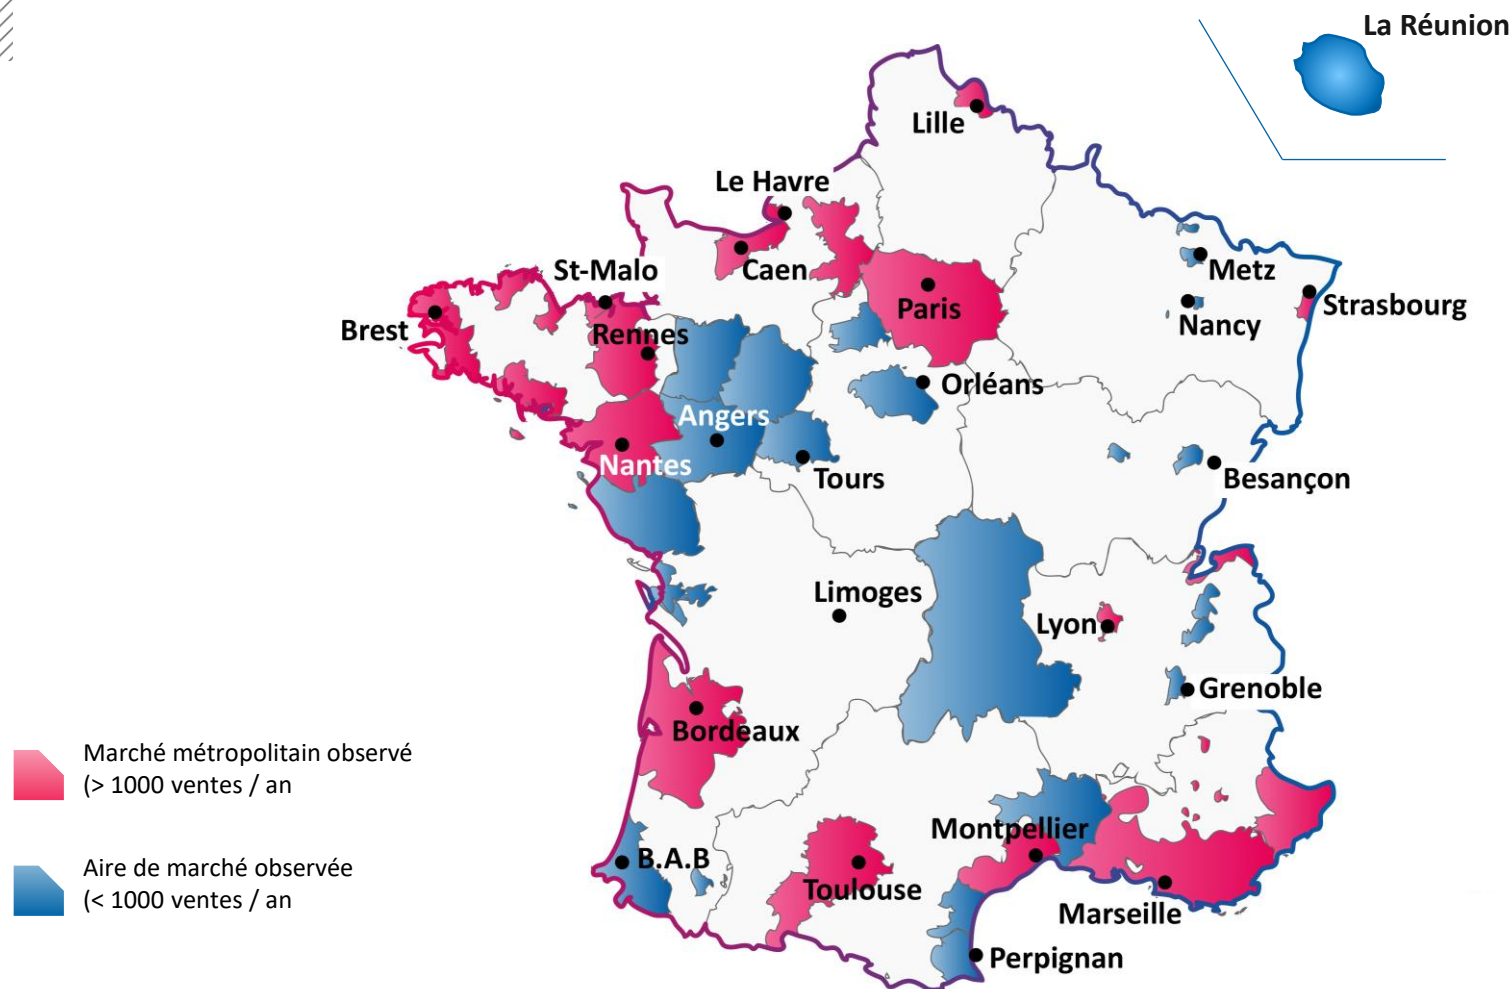 La Réunion
Lille
Le Havre
Caen
St-Malo
Metz
Strasbourg
Paris
Nancy
Brest
Rennes
Orléans
Angers
Nantes
Tours
Besançon
Limoges
Lyon
Grenoble
Bordeaux
Marché métropolitain observé
(> 1000 ventes / an
Montpellier
B.A.B
Toulouse
Aire de marché observée
(< 1000 ventes / an
Marseille
Perpignan